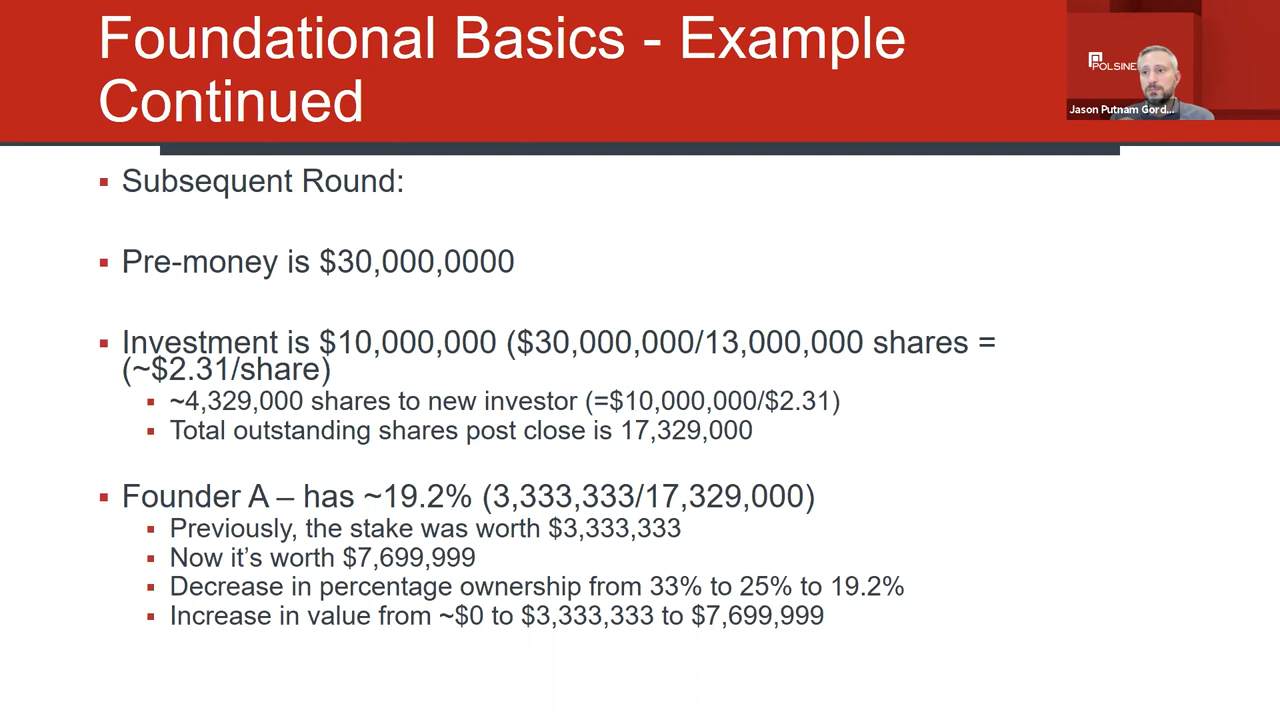 Foundational Basics - Example
Continued
POLSINE
Jason Putnam Gord...
▪ Subsequent Round:
▪ Pre-money is $30,000,0000
▪ Investment is $10,000,000 ($30,000,000/13,000,000 shares =
(~$2.31/share)
▪ ~4,329,000 shares to new investor (=$10,000,000/$2.31)
▪ Total outstanding shares post close is 17,329,000
▪ Founder A – has ~19.2% (3,333,333/17,329,000)
▪ Previously, the stake was worth $3,333,333
▪ Now it’s worth $7,699,999
▪ Decrease in percentage ownership from 33% to 25% to 19.2%
▪ Increase in value from ~$0 to $3,333,333 to $7,699,999